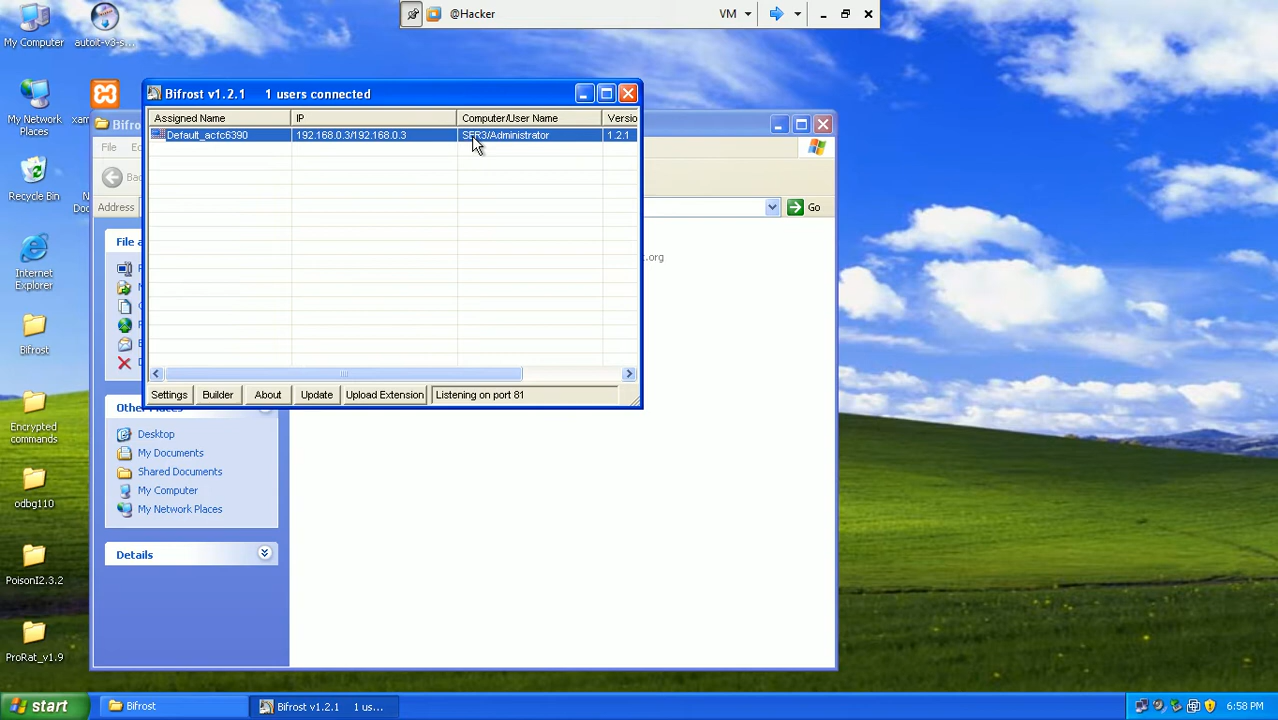 My Computer
autoit-v3-s...
@Hacker
VM
Bifrost v1.2.1 1 users connected
Assigned Name IP Computer/User Name Versio
Default_acfc6390 192.168.0.3/192.168.0.3 SER3/Administrator 1.2.1
My Network
Places
xam
Bifro
File
Bac
Recycle Bin
Address
Go
File a
.org
Internet
Explorer
Bifrost
Settings Builder About Update Upload Extension Listening on port 81
Other Places
Encrypted
commands
Desktop
My Documents
Shared Documents
My Computer
My Network Places
odbg110
Details
PoisonI2.3.2
ProRat_v1.9
start
Bifrost
Bifrost v1.2.1 1 us...
6:58 PM